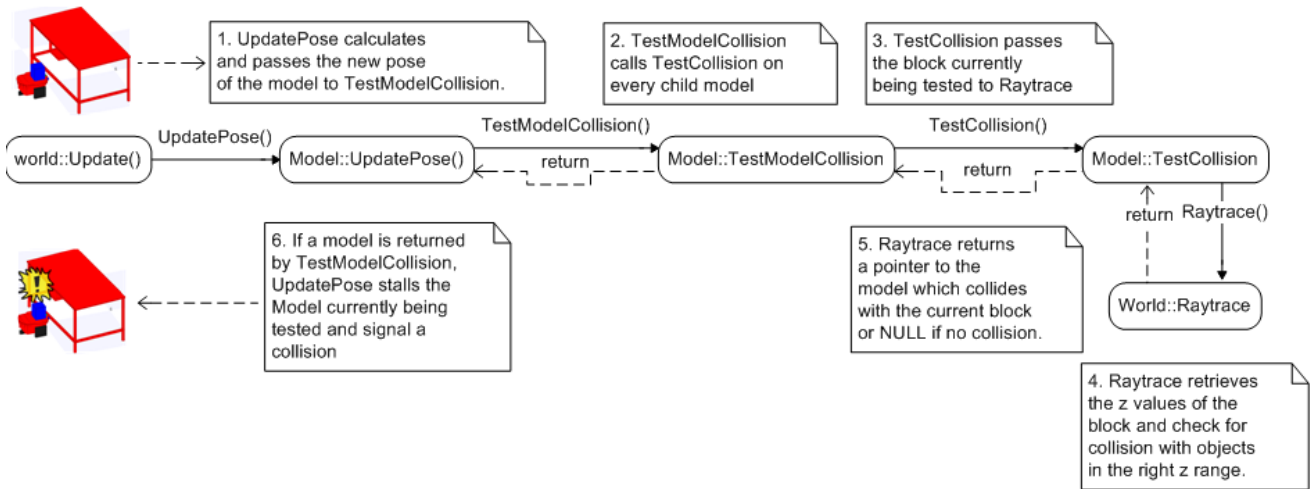 1. UpdatePose calculates
and passes the new pose
of the model to TestModelCollision.
2. TestModelCollision
calls TestCollision on
every child model
3. TestCollision passes
the block currently
being tested to Raytrace
world::Update()
UpdatePose()
Model::UpdatePose()
TestModelCollision()
return
Model::TestModelCollision
TestCollision()
return
Model::TestCollision
return
Raytrace()
World::Raytrace
6. If a model is returned
by TestModelCollision,
UpdatePose stalls the
Model currently being
tested and signal a
collision
5. Raytrace returns
a pointer to the
model which collides
with the current block
or NULL if no collision.
4. Raytrace retrieves
the z values of the
block and check for
collision with objects
in the right z range.
!